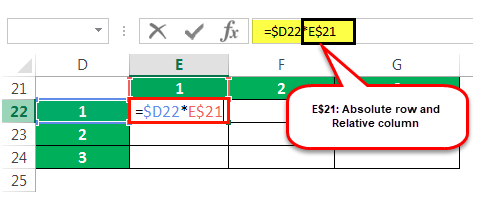 fx =$D22*E$21
D E F G
21 1 2
22 1 =$D22*E$21
23 2
24 3
25
E$21: Absolute row and
Relative column